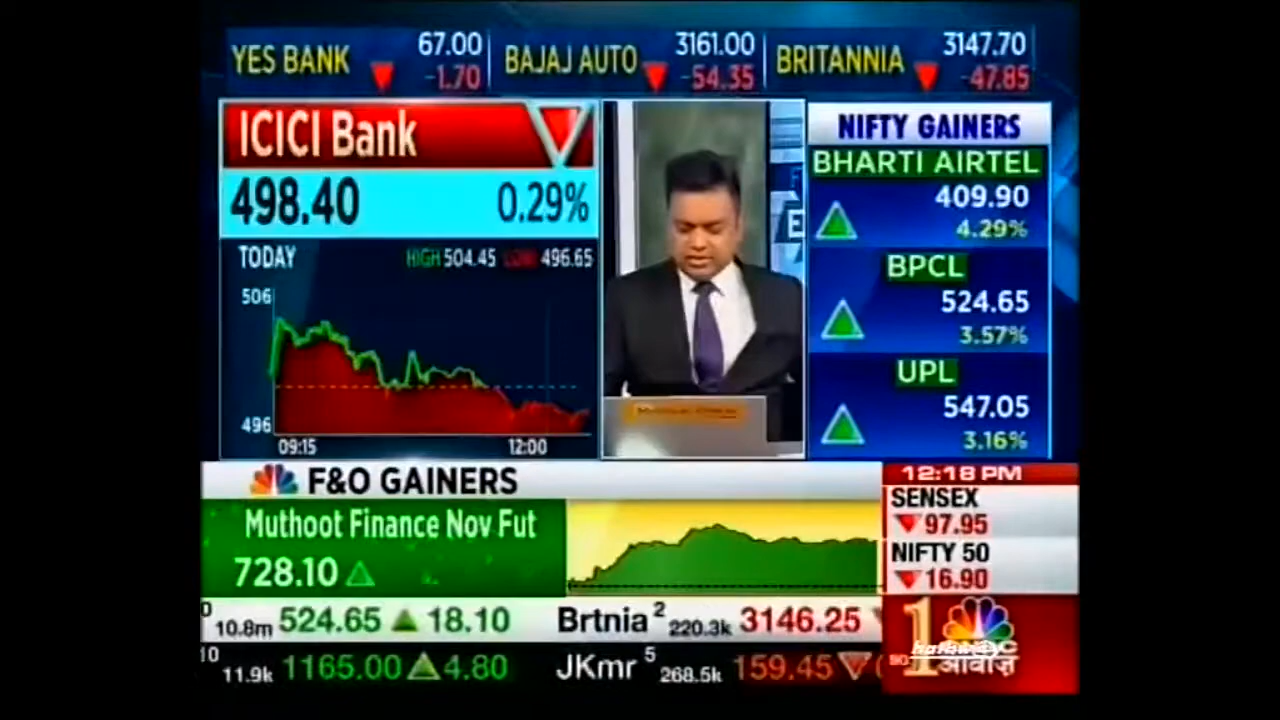 YES BANK 67.00 -1.70
BAJAJ AUTO 3161.00 -54.35
BRITANNIA 3147.70 -47.85
ICICI Bank
498.40 0.29%
TODAY HIGH 504.45 LOW 496.65
506
496
09:15 12:00
NIFTY GAINERS
BHARTI AIRTEL
409.90
4.29%
BPCL
524.65
3.57%
UPL
547.05
3.16%
F&O GAINERS
Muthoot Finance Nov Fut
728.10
12:18 PM
SENSEX
97.95
NIFTY 50
16.90
10.8m 524.65 18.10 Brtnia 2 220.3k 3146.25
10 11.9k 1165.00 4.80 JKmr 5 268.5k 159.45
आवाज़